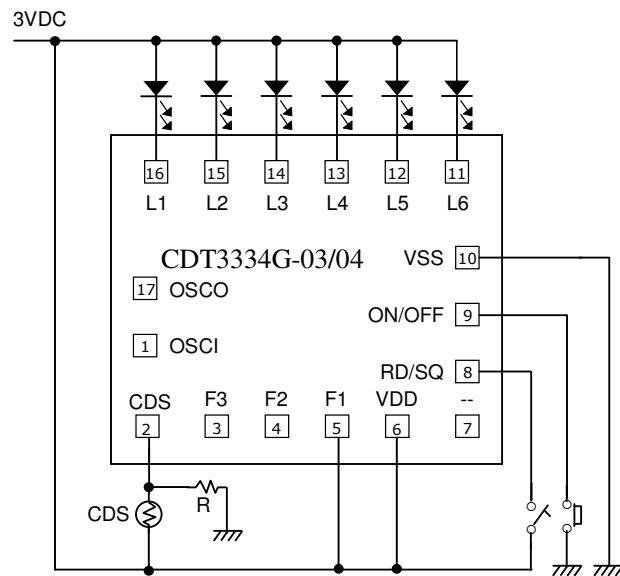 3VDC
16 15 14 13 12 11
L1 L2 L3 L4 L5 L6
CDT3334G-03/04
VSS 10
17 OSCO
ON/OFF 9
1 OSCI
RD/SQ 8
CDS F3 F2 F1 VDD --
2 3 4 5 6 7
CDS
R